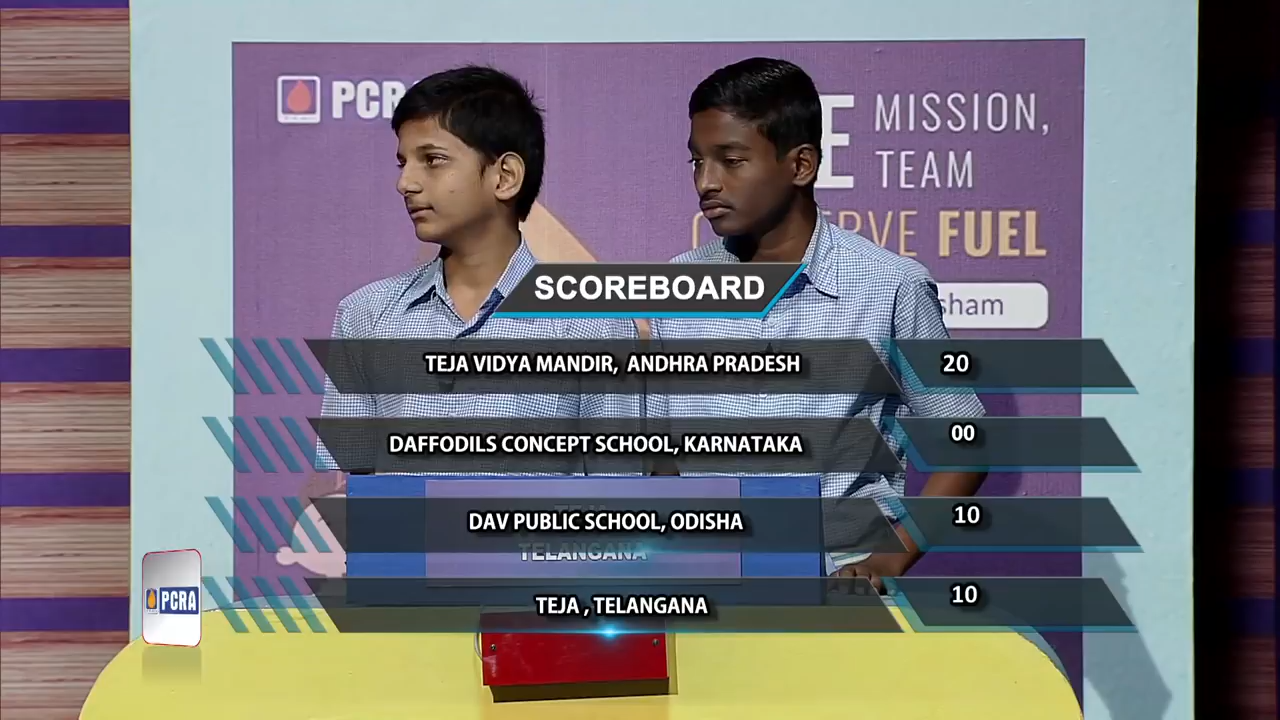 PCR
E MISSION,
TEAM
RVE FUEL
sham
SCOREBOARD
TEJA VIDYA MANDIR, ANDHRA PRADESH 20
DAFFODILS CONCEPT SCHOOL, KARNATAKA 00
DAV PUBLIC SCHOOL, ODISHA 10
TELANGANA
TEJA , TELANGANA 10
PCRA